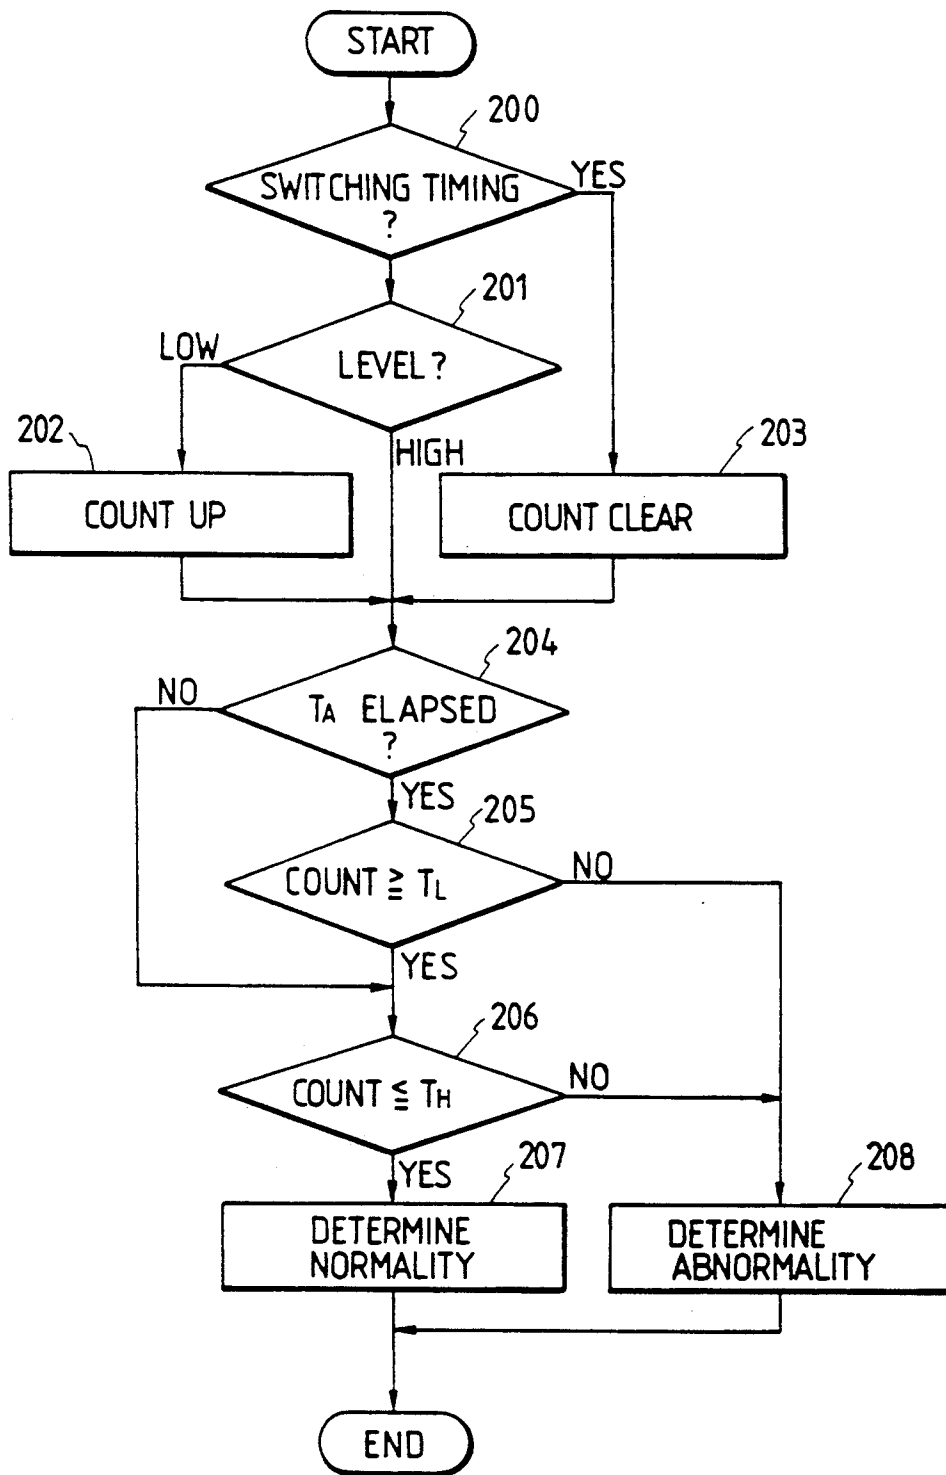 START
200
SWITCHING TIMING
?
YES
201
LOW
LEVEL?
202
HIGH
203
COUNT UP
COUNT CLEAR
204
NO
TA ELAPSED
?
YES
205
COUNT ≧ TL
NO
YES
206
COUNT ≦ TH
NO
YES
207
208
DETERMINE
NORMALITY
DETERMINE
ABNORMALITY
END